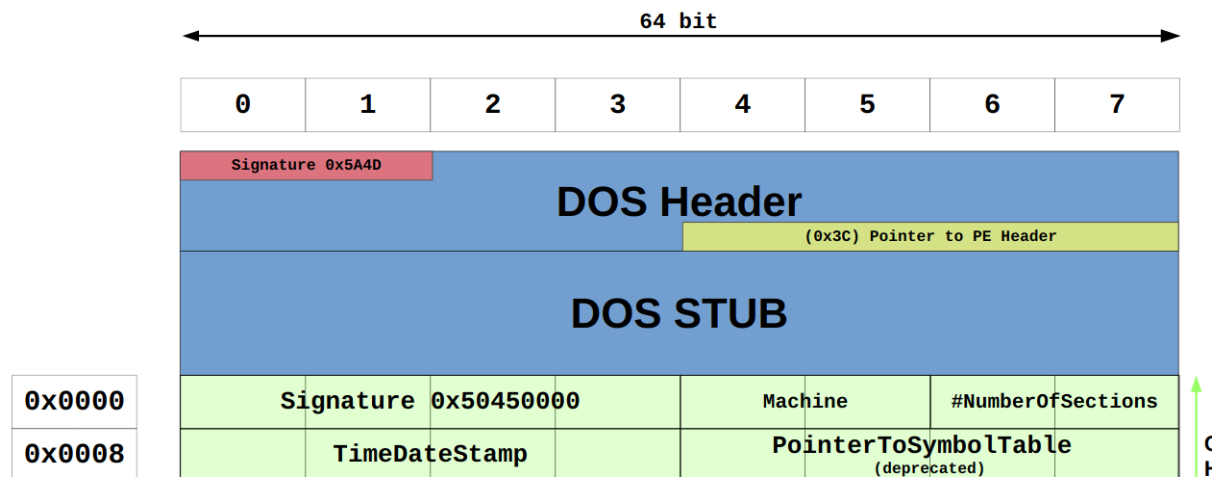 64 bit
0 1 2 3 4 5 6 7
Signature 0x5A4D
DOS Header
(0x3C) Pointer to PE Header
DOS STUB
0x0000 Signature 0x50450000 Machine #NumberOfSections
0x0008 TimeDateStamp PointerToSymbolTable
(deprecated)